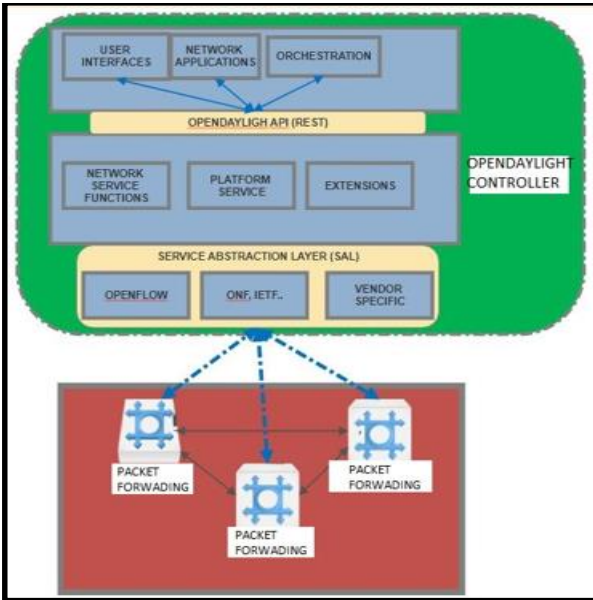 USER
INTERFACES
NETWORK
APPLICATIONS
ORCHESTRATION
OPENDAYLIGH API (REST)
NETWORK
SERVICE
FUNCTIONS
PLATFORM
SERVICE
EXTENSIONS
OPENDAYLIGHT
CONTROLLER
SERVICE ABSTRACTION LAYER (SAL)
OPENFLOW
ONF, IETF..
VENDOR
SPECIFIC
PACKET
FORWADING
PACKET
FORWADING
PACKET
FORWADING